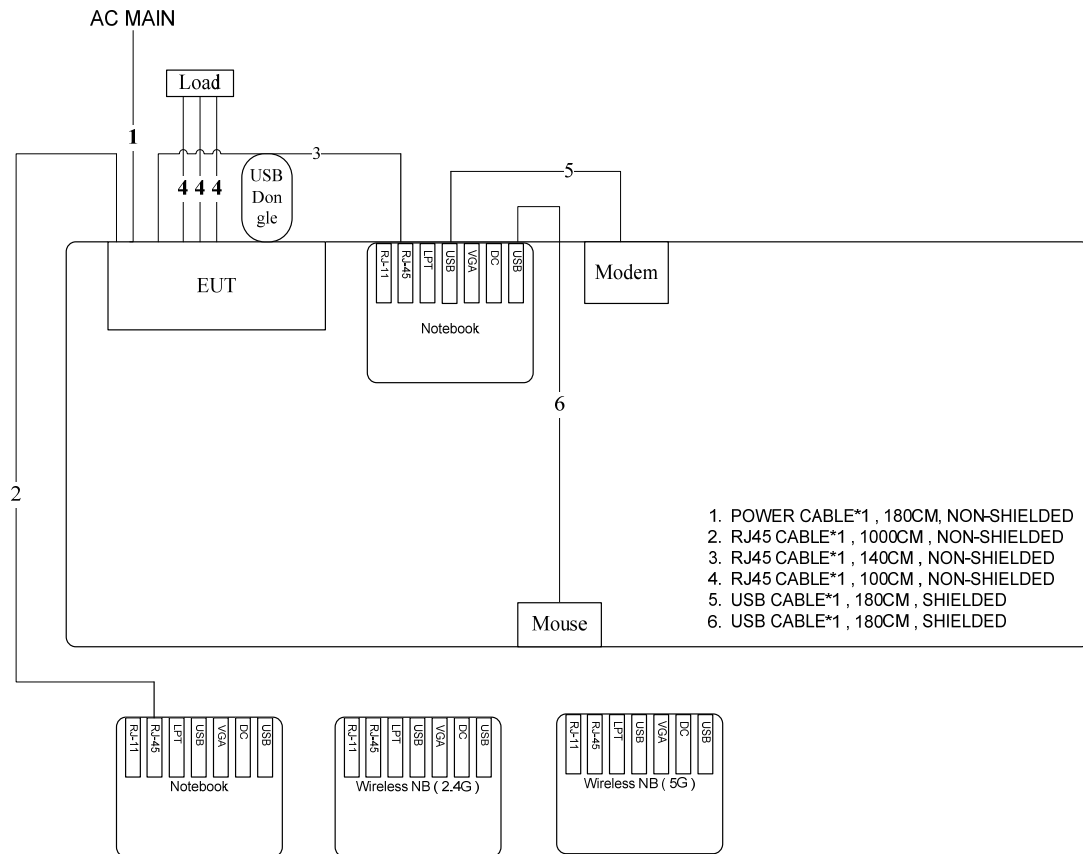 AC MAIN
Load
1
3
5
4 4 4
USB
Don
gle
EUT
RJ-11
RJ-45
LPT
USB
VGA
DC
USB
Notebook
Modem
6
2
1. POWER CABLE*1 , 180CM, NON-SHIELDED
2. RJ45 CABLE*1 , 1000CM , NON-SHIELDED
3. RJ45 CABLE*1 , 140CM , NON-SHIELDED
4. RJ45 CABLE*1 , 100CM , NON-SHIELDED
5. USB CABLE*1 , 180CM , SHIELDED
6. USB CABLE*1 , 180CM , SHIELDED
Mouse
RJ-11
RJ-45
LPT
USB
VGA
DC
USB
Notebook
RJ-11
RJ-45
LPT
USB
VGA
DC
USB
Wireless NB ( 2.4G )
RJ-11
RJ-45
LPT
USB
VGA
DC
USB
Wireless NB ( 5G )